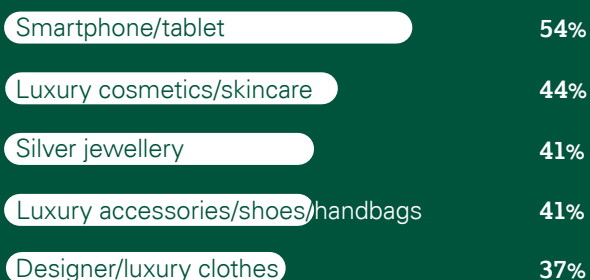 Smartphone/tablet 54%
Luxury cosmetics/skincare 44%
Silver jewellery 41%
Luxury accessories/shoes/handbags 41%
Designer/luxury clothes 37%